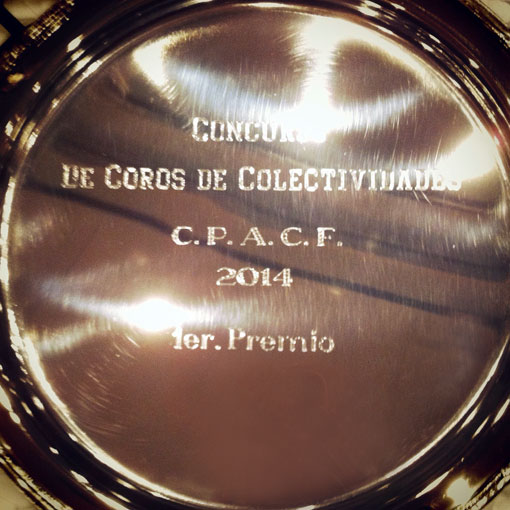 CONCURSO
DE COROS DE COLECTIVIDADES
C.P.A.C.F.
2014
1er. Premio